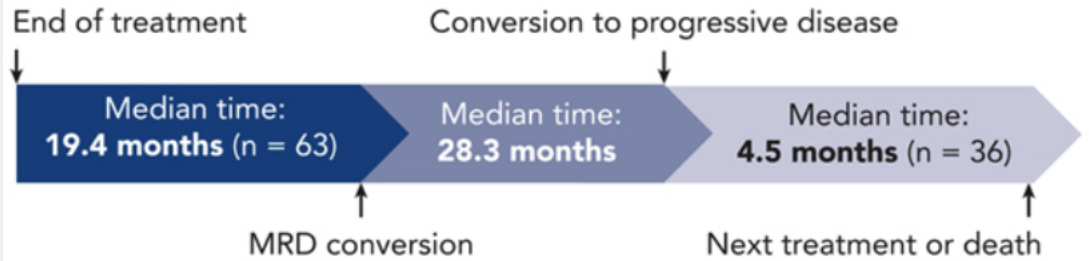 End of treatment
Conversion to progressive disease
Median time:
19.4 months (n = 63)
Median time:
28.3 months
Median time:
4.5 months (n = 36)
MRD conversion
Next treatment or death